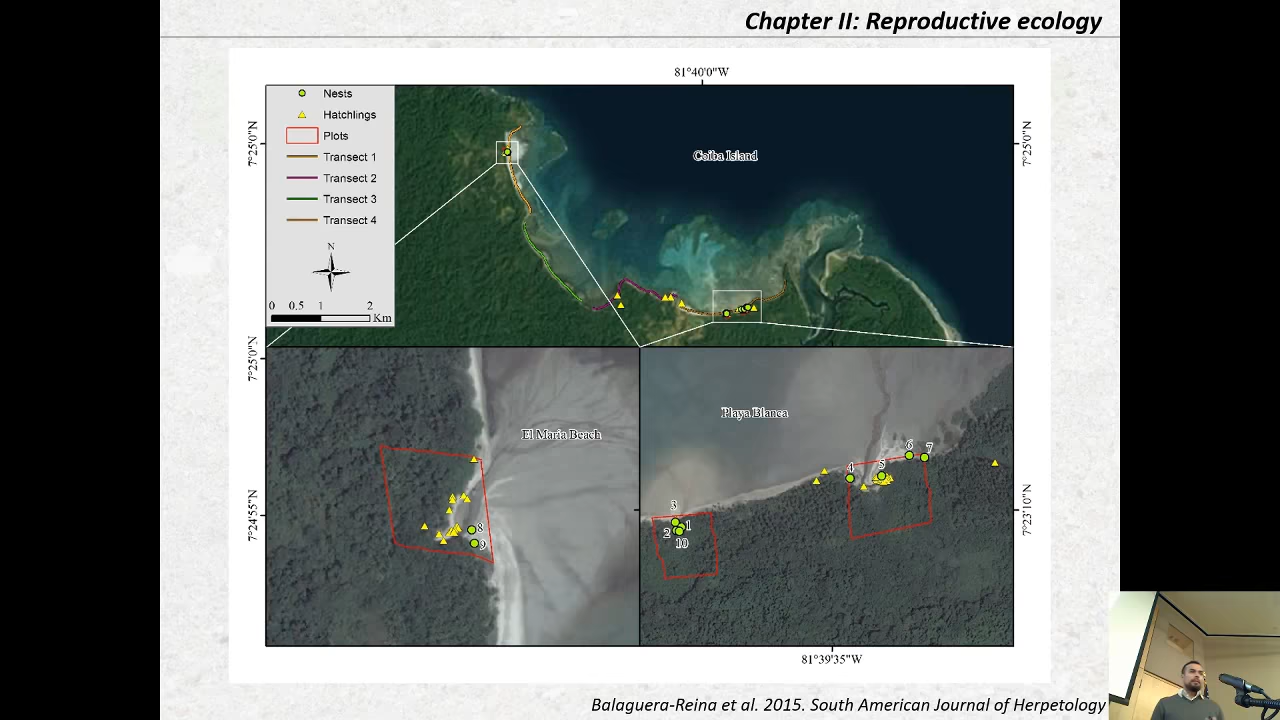 Chapter II: Reproductive ecology
81°40'0"W
Nests
Hatchlings
Plots
Transect 1
Transect 2
Transect 3
Transect 4
N
0 0.5 1 2
Km
7°25'0"N
7°25'0"N
Coiba Island
7°25'0"N
El María Beach
Playa Blanca
8
9
3
1
2
10
4
5
6
7
7°24'55"N
7°23'10"N
81°39'35"W
Balaguera-Reina et al. 2015. South American Journal of Herpetology